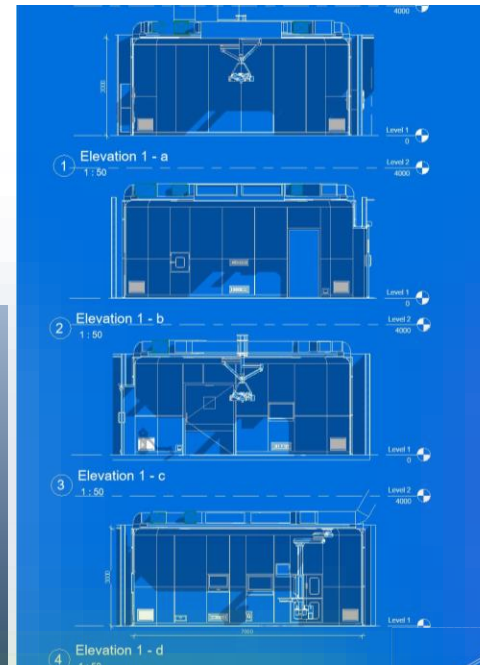 4000
3000
Level 1
0
1
Elevation 1 - a
1 : 50
Level 2
4000
Level 1
0
2
Elevation 1 - b
1 : 50
Level 2
4000
Level 1
0
3
Elevation 1 - c
1 : 50
Level 2
4000
3000
Level 1
4
Elevation 1 - d